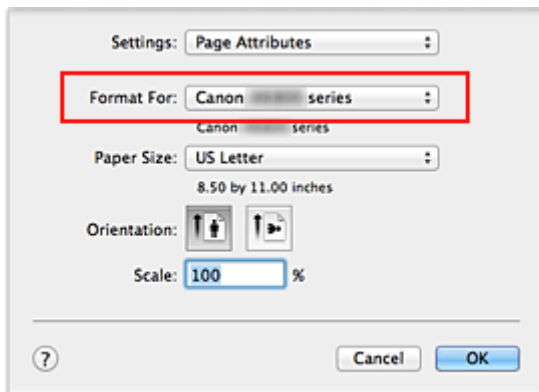 Settings: Page Attributes
Format For: Canon series
Canon series
Paper Size: US Letter
8.50 by 11.00 inches
Orientation:
Scale: 100 %
? Cancel OK